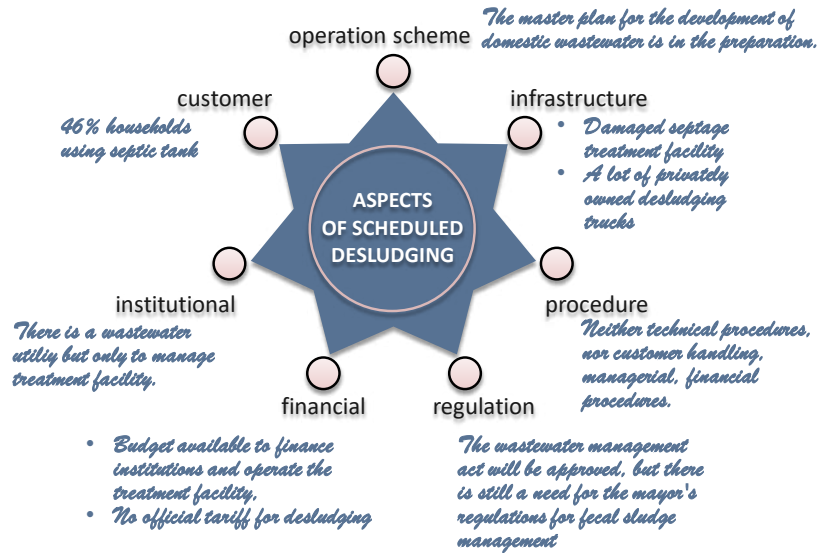 operation scheme
The master plan for the development of
domestic wastewater is in the preparation.
customer
46% households
using septic tank
infrastructure
• Damaged septage
treatment facility
• A lot of privately
owned desludging
trucks
ASPECTS
OF SCHEDULED
DESLUDGING
institutional
There is a wastewater
utiliy but only to manage
treatment facility.
procedure
Neither technical procedures,
nor customer handling,
managerial, financial
procedures.
financial
• Budget available to finance
institutions and operate the
treatment facility,
• No official tariff for desludging
regulation
The wastewater management
act will be approved, but there
is still a need for the mayor's
regulations for fecal sludge
management